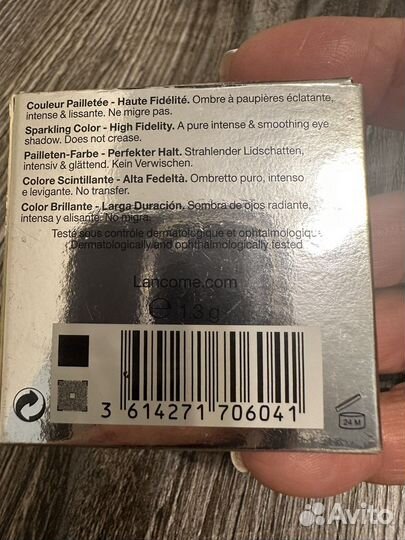 Couleur Pailletée - Haute Fidélité. Ombre à paupières éclatante,
intense & lissante. Ne migre pas.
Sparkling Color - High Fidelity. A pure intense & smoothing eye
shadow. Does not crease.
Pailleten-Farbe - Perfekter Halt. Strahlender Lidschatten,
intensiv & glättend. Kein Verwischen.
Colore Scintillante - Alta Fedeltà. Ombretto puro, intenso
e levigante. No transfer.
Color Brillante - Larga Duración. Sombra de ojos radiante,
intensa y alisante. No migra.
Testé sous contrôle dermatologique et ophtalmologique
Dermatologically and ophthalmologically tested
Lancome.com
℮ 1.3 g
3 614271 706041
24 M
Avito